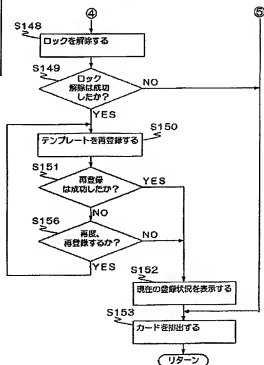 ④
⑤
S148
ロックを解除する
S149
ロック
解除は成功
したか?
NO
YES
S150
テンプレートを再登録する
S151
再登録
は成功したか?
YES
NO
S156
再度、
再登録するか?
NO
YES
S152
現在の登録状況を表示する
S153
カードを排出する
リターン